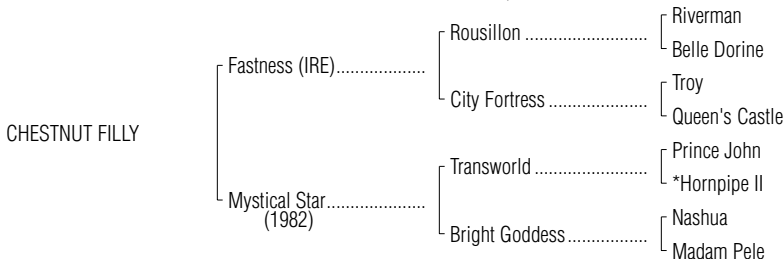 Riverman
Rousillon ..........................
Belle Dorine
Fastness (IRE)...................
Troy
City Fortress .....................
Queen's Castle
CHESTNUT FILLY
Prince John
Transworld ........................
*Hornpipe II
Mystical Star.....................
(1982)
Nashua
Bright Goddess.................
Madam Pele